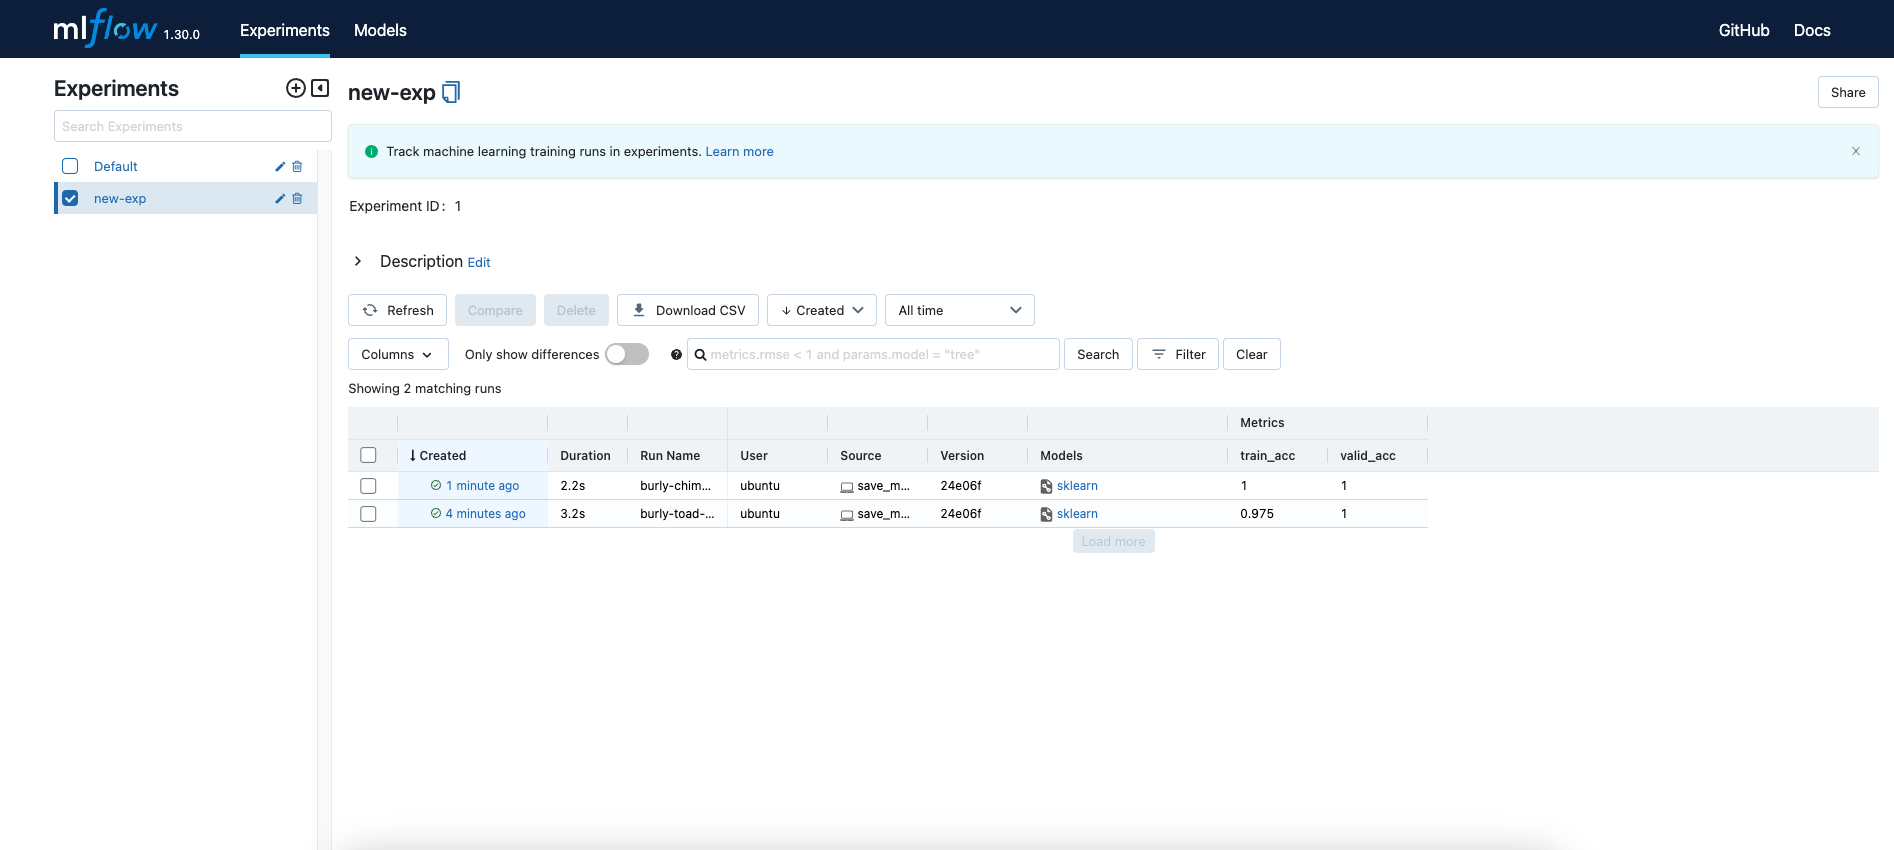 mlflow 1.30.0 Experiments Models GitHub Docs
Experiments
Search Experiments
Default
new-exp
new-exp
Share
Track machine learning training runs in experiments. Learn more
Experiment ID: 1
Description Edit
Refresh Compare Delete Download CSV Created All time
Columns Only show differences metrics.rmse < 1 and params.model = "tree" Search Filter Clear
Showing 2 matching runs
Metrics
Created Duration Run Name User Source Version Models train_acc valid_acc
1 minute ago 2.2s burly-chim... ubuntu save_m... 24e06f sklearn 1 1
4 minutes ago 3.2s burly-toad-... ubuntu save_m... 24e06f sklearn 0.975 1
Load more